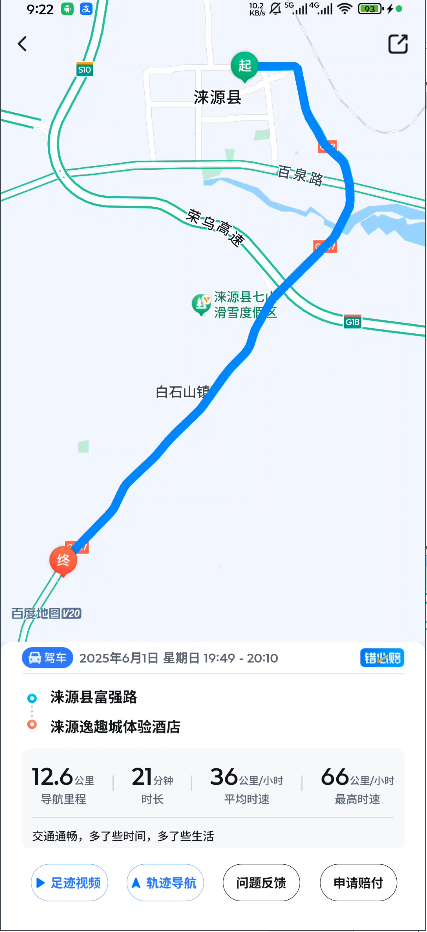 9:22
10.2 KB/s 5G 4G 93
S10
起
涞源县
百泉路
荣乌高速
涞源县七山
滑雪度假区
G18
白石山镇
终
百度地图V20
驾车 2025年6月1日 星期日 19:49 - 20:10
涞源县富强路
涞源逸趣城体验酒店
12.6公里 21分钟 36公里/小时 66公里/小时
导航里程 时长 平均时速 最高时速
交通通畅，多了些时间，多了些生活
足迹视频 轨迹导航 问题反馈 申请赔付